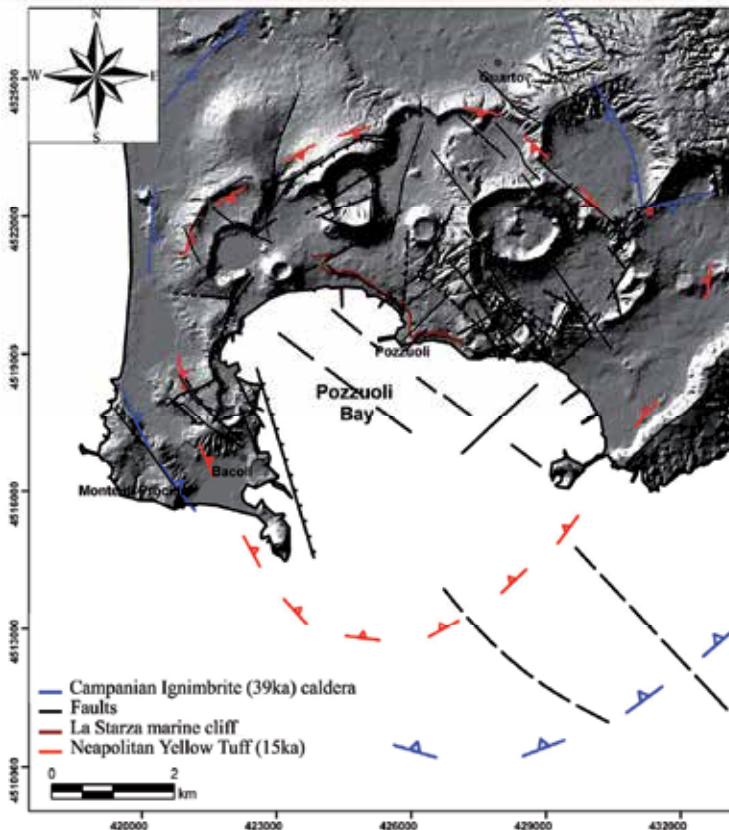 N
W E
S
4525000
Quarto
4522000
4519000
Pozzuoli
Pozzuoli
Bay
Bacoli
4516000
4513000
Campanian Ignimbrite (39ka) caldera
Faults
La Starza marine cliff
Neapolitan Yellow Tuff (15ka)
0 2
km
4510000
420000 423000 426000 429000 432000